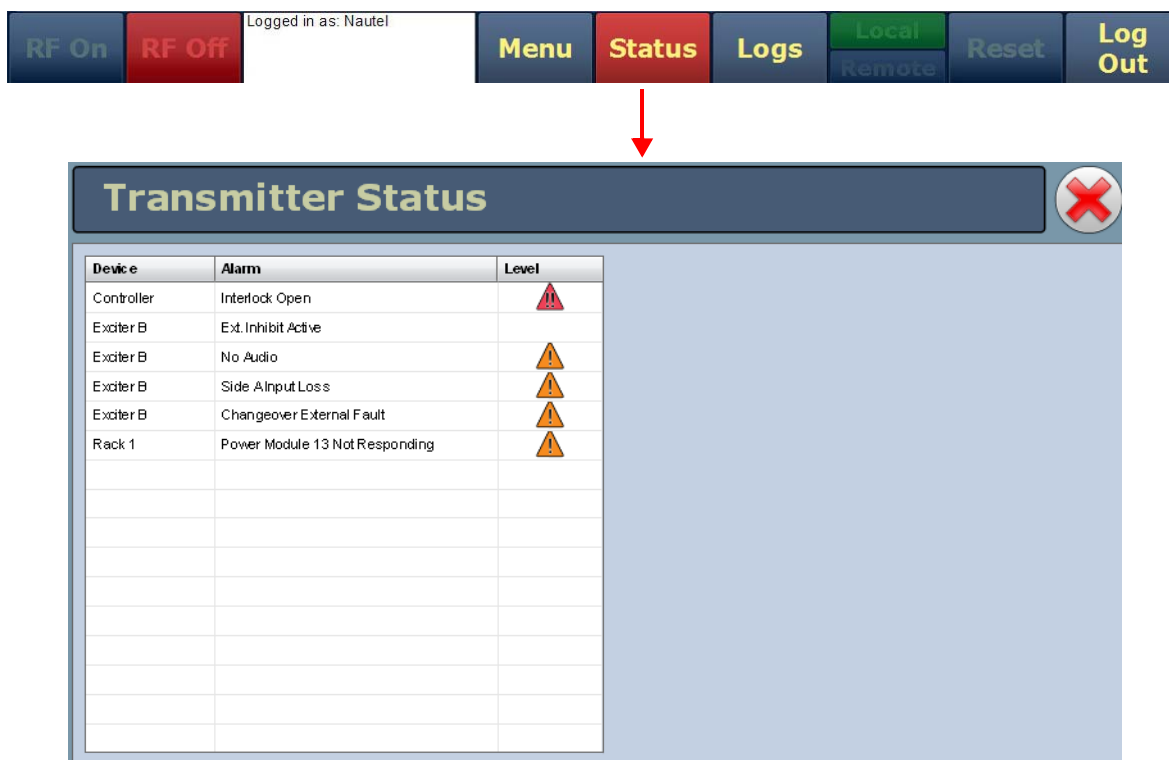 Logged in as: Nautel
RF On RF Off Menu Status Logs Local Remote Reset Log Out
Transmitter Status
Device Alarm Level
Controller Interlock Open
Exciter B Ext. Inhibit Active
Exciter B No Audio
Exciter B Side A Input Loss
Exciter B Changeover External Fault
Rack 1 Power Module 13 Not Responding